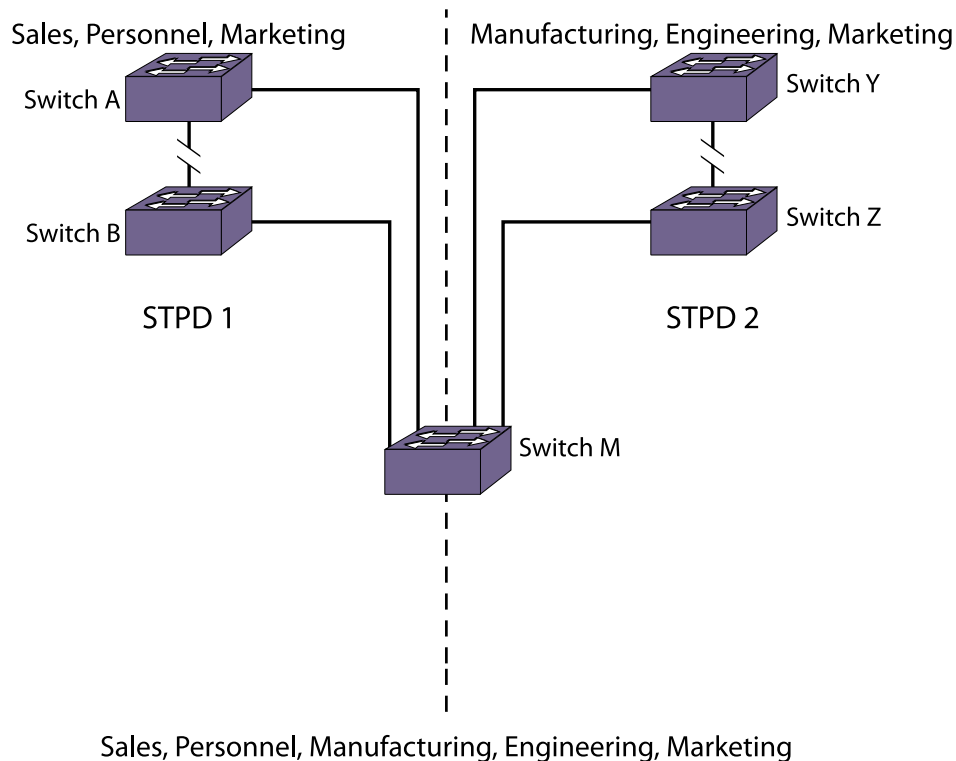 Sales, Personnel, Marketing
Manufacturing, Engineering, Marketing
Switch A
Switch Y
Switch B
Switch Z
STPD 1
STPD 2
Switch M
Sales, Personnel, Manufacturing, Engineering, Marketing